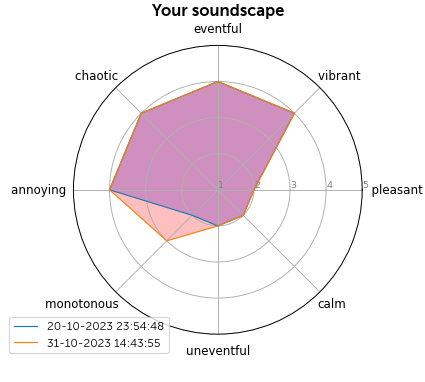 Your soundscape
eventful
chaotic
vibrant
annoying
1
2
3
4
5
pleasant
monotonous
calm
uneventful
20-10-2023 23:54:48
31-10-2023 14:43:55